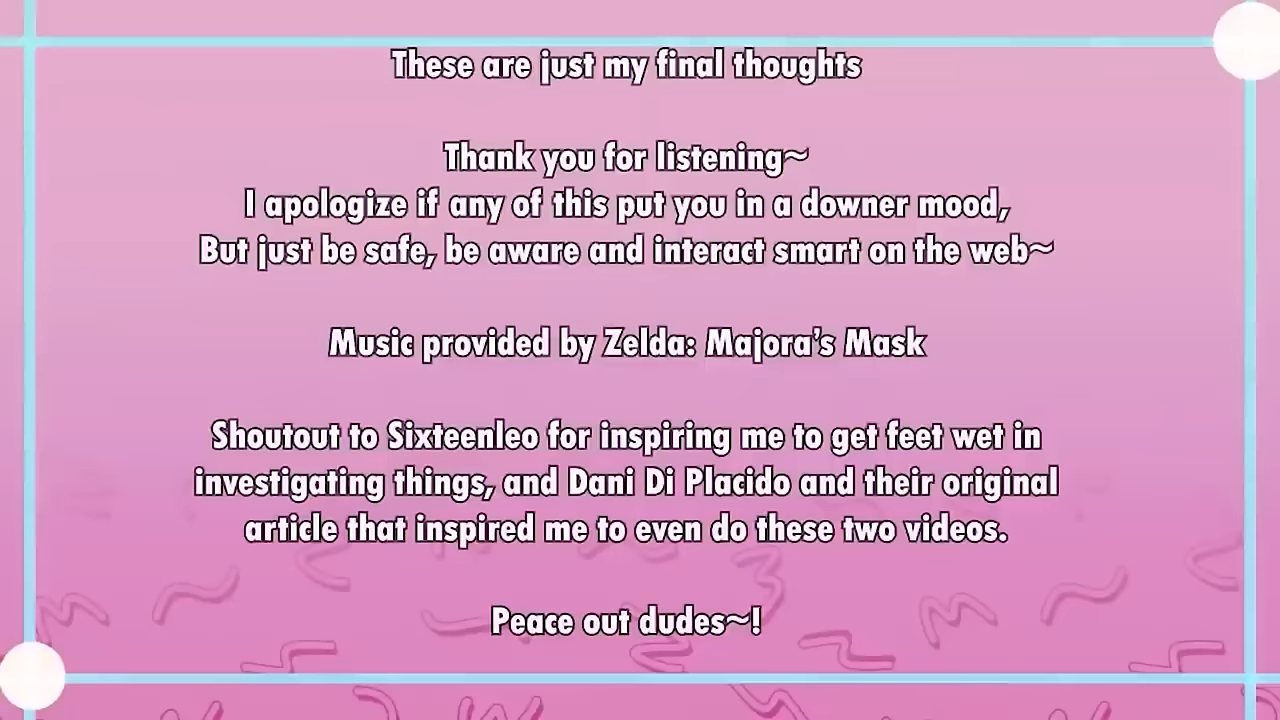 These are just my final thoughts
Thank you for listening~
I apologize if any of this put you in a downer mood,
But just be safe, be aware and interact smart on the web~
Music provided by Zelda: Majora's Mask
Shoutout to Sixteenleo for inspiring me to get feet wet in
investigating things, and Dani Di Placido and their original
article that inspired me to even do these two videos.
Peace out dudes~!